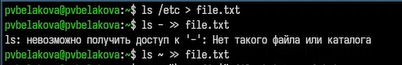 pvbelakova@pvbelakova:~$ ls /etc > file.txt
pvbelakova@pvbelakova:~$ ls - >> file.txt
ls: невозможно получить доступ к '-': Нет такого файла или каталога
pvbelakova@pvbelakova:~$ ls ~ >> file.txt